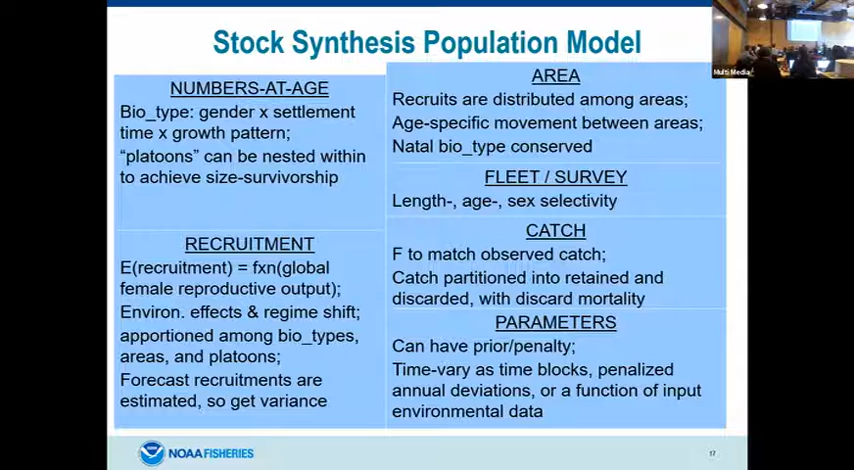 Stock Synthesis Population Model
NUMBERS-AT-AGE
Bio_type: gender x settlement
time x growth pattern;
“platoons” can be nested within
to achieve size-survivorship
RECRUITMENT
E(recruitment) = fxn(global
female reproductive output);
Environ. effects & regime shift;
apportioned among bio_types,
areas, and platoons;
Forecast recruitments are
estimated, so get variance
AREA
Recruits are distributed among areas;
Age-specific movement between areas;
Natal bio_type conserved
FLEET / SURVEY
Length-, age-, sex selectivity
CATCH
F to match observed catch;
Catch partitioned into retained and
discarded, with discard mortality
PARAMETERS
Can have prior/penalty;
Time-vary as time blocks, penalized
annual deviations, or a function of input
environmental data
Multi Media
NOAA FISHERIES
17